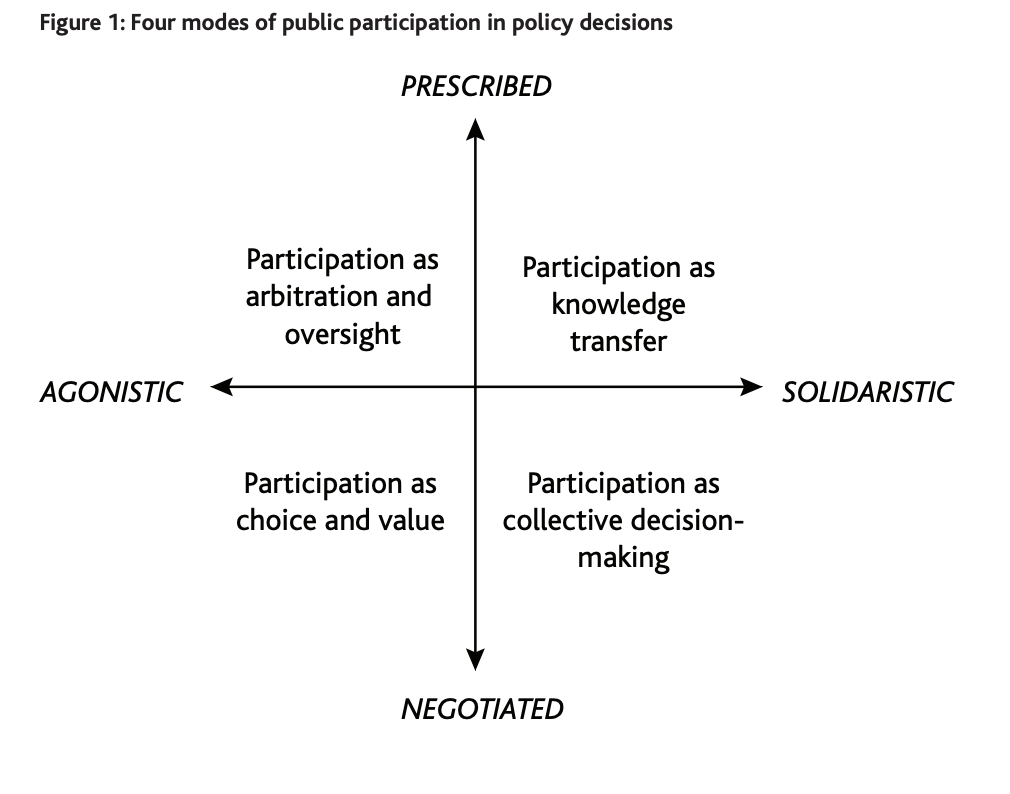 Figure 1: Four modes of public participation in policy decisions
PRESCRIBED
Participation as
arbitration and
oversight
Participation as
knowledge
transfer
AGONISTIC
SOLIDARISTIC
Participation as
choice and value
Participation as
collective decision-
making
NEGOTIATED